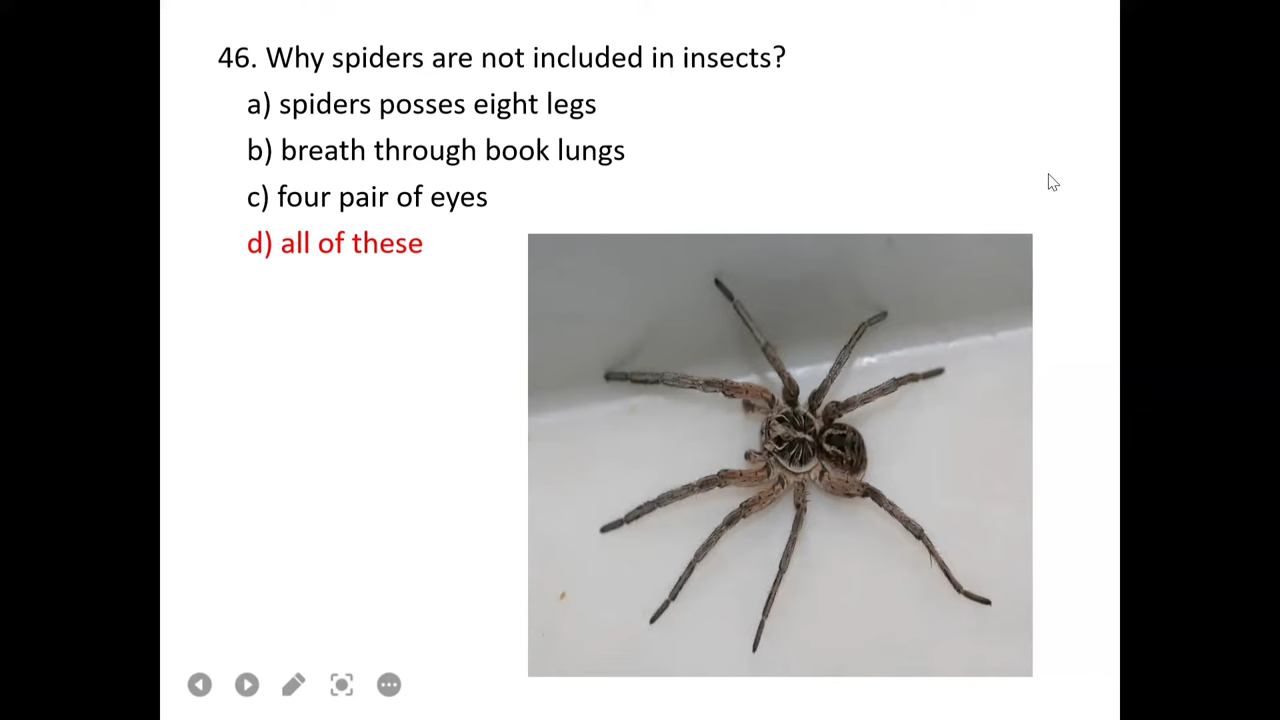 46. Why spiders are not included in insects?
a) spiders posses eight legs
b) breath through book lungs
c) four pair of eyes
d) all of these